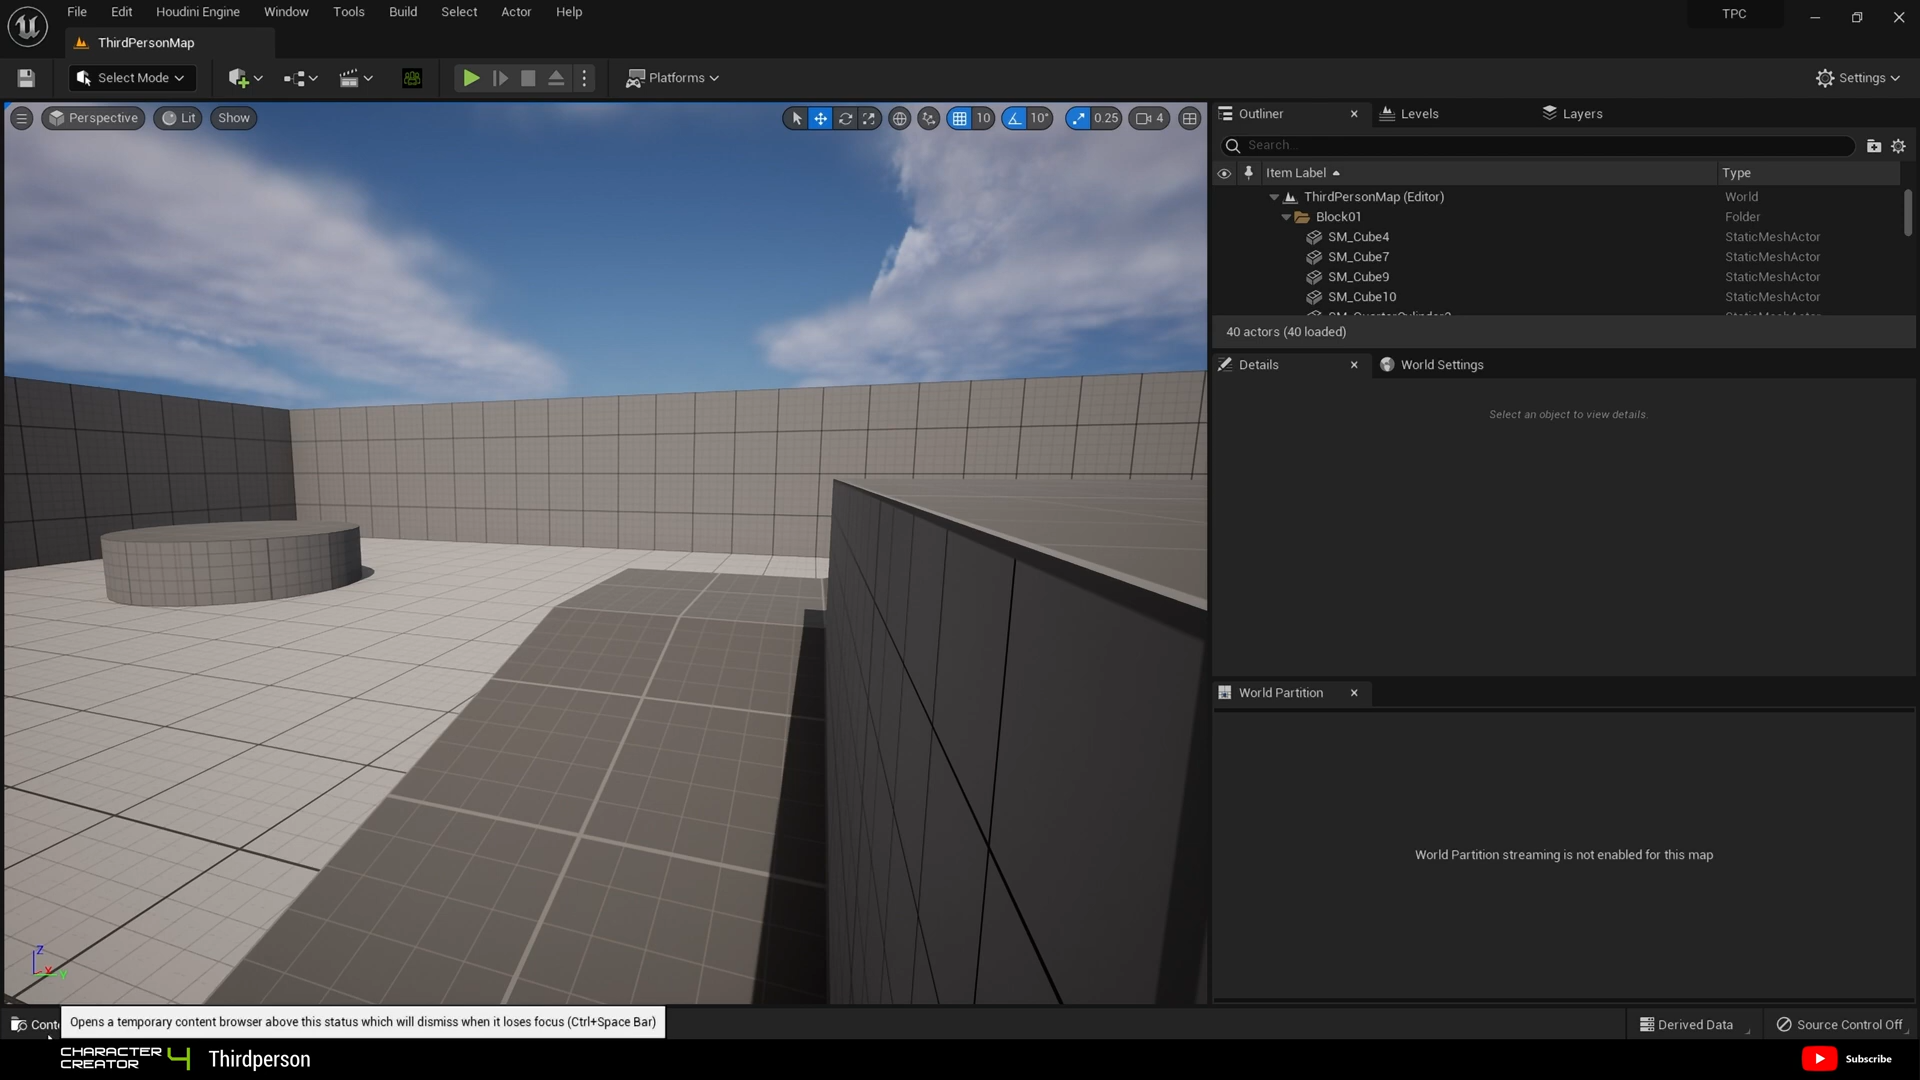 File Edit Houdini Engine Window Tools Build Select Actor Help
TPC
ThirdPersonMap
Select Mode
Platforms
Settings
Perspective Lit Show
10 10° 0.25 4
Outliner Levels Layers
Search...
Item Label Type
ThirdPersonMap (Editor) World
Block01 Folder
SM_Cube4 StaticMeshActor
SM_Cube7 StaticMeshActor
SM_Cube9 StaticMeshActor
SM_Cube10 StaticMeshActor
40 actors (40 loaded)
Details World Settings
Select an object to view details.
World Partition
World Partition streaming is not enabled for this map
Z
X
Y
Cont
Opens a temporary content browser above this status which will dismiss when it loses focus (Ctrl+Space Bar)
Derived Data Source Control Off
CHARACTER
CREATOR 4 Thirdperson
Subscribe